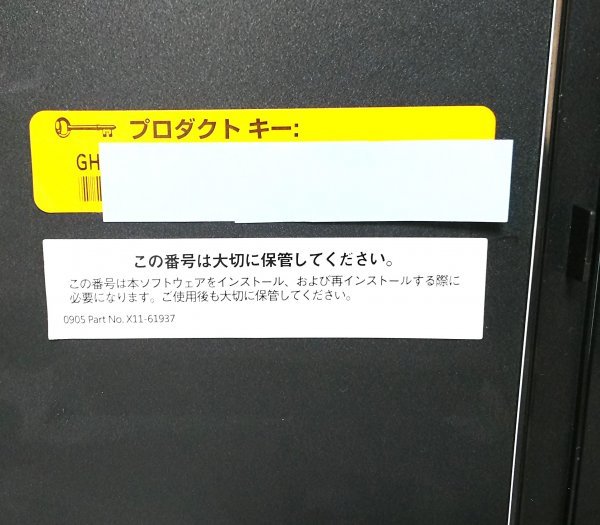 プロダクト キー:
GH
この番号は大切に保管してください。
この番号は本ソフトウェアをインストール、および再インストールする際に
必要になります。ご使用後も大切に保管してください。
0905 Part No. X11-61937